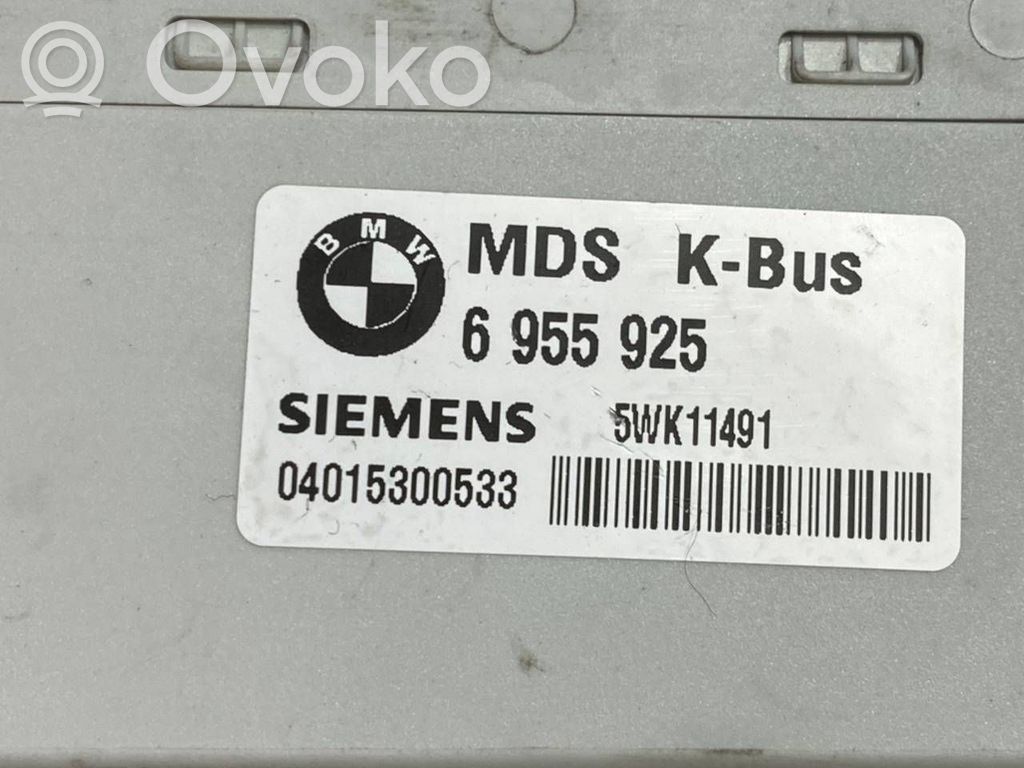 Ovoko
BMW
MDS K-Bus
6 955 925
SIEMENS 5WK11491
04015300533